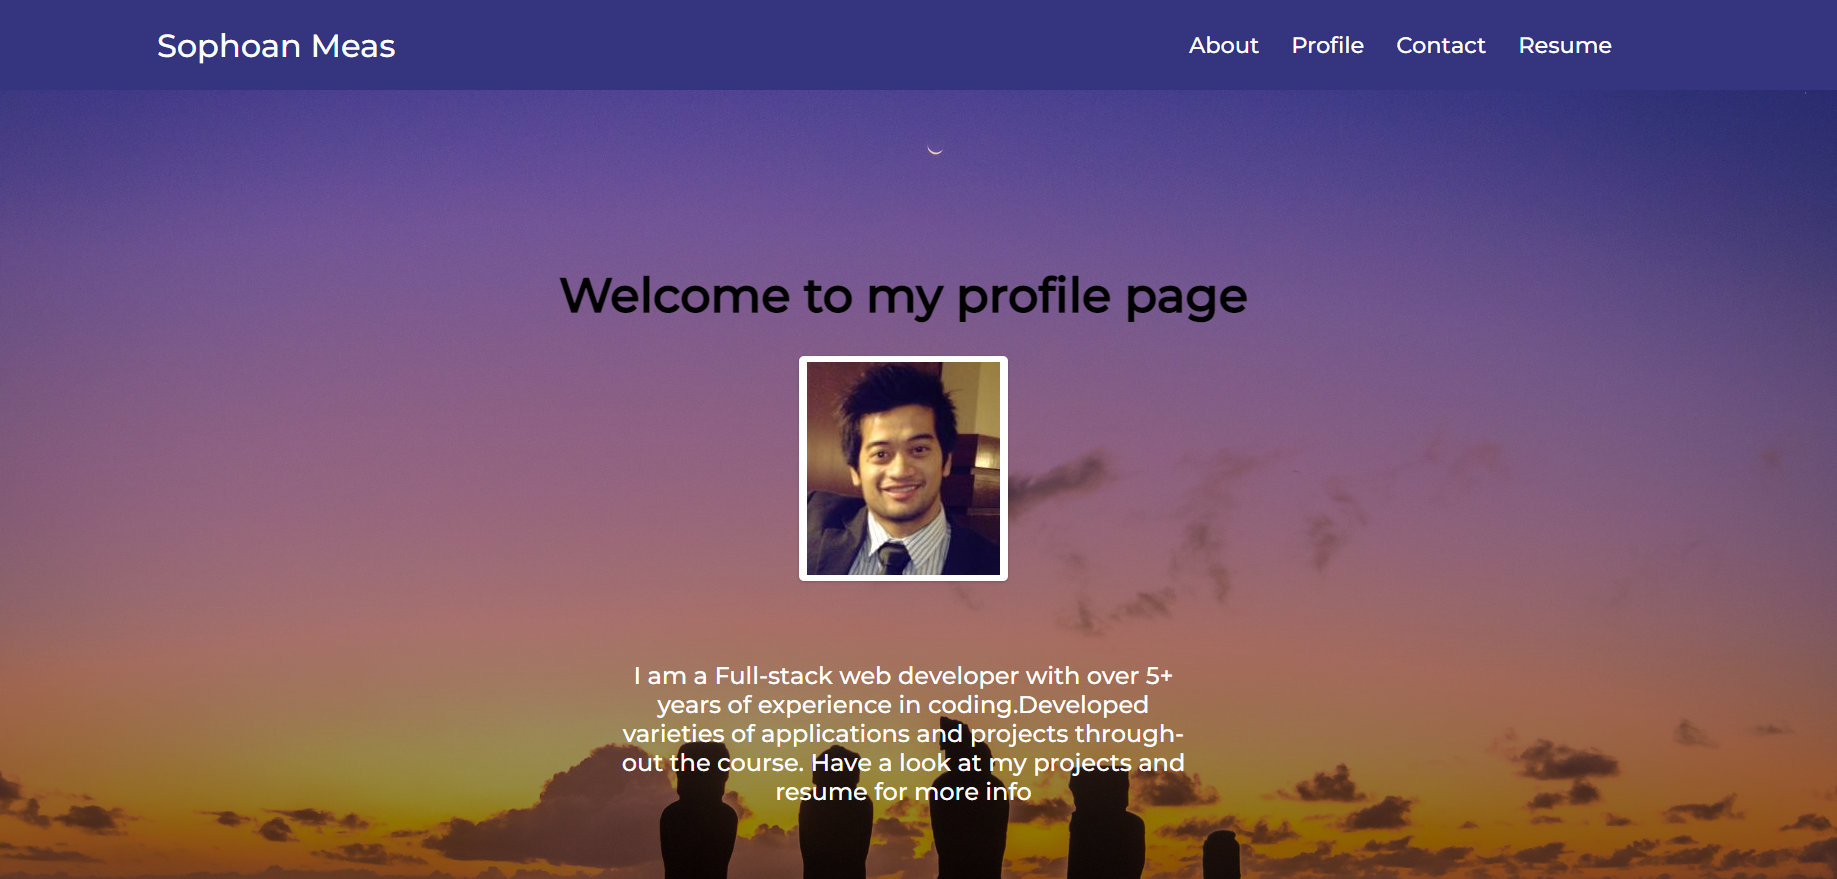 Sophoan Meas
About Profile Contact Resume
Welcome to my profile page
I am a Full-stack web developer with over 5+
years of experience in coding.Developed
varieties of applications and projects through-
out the course. Have a look at my projects and
resume for more info